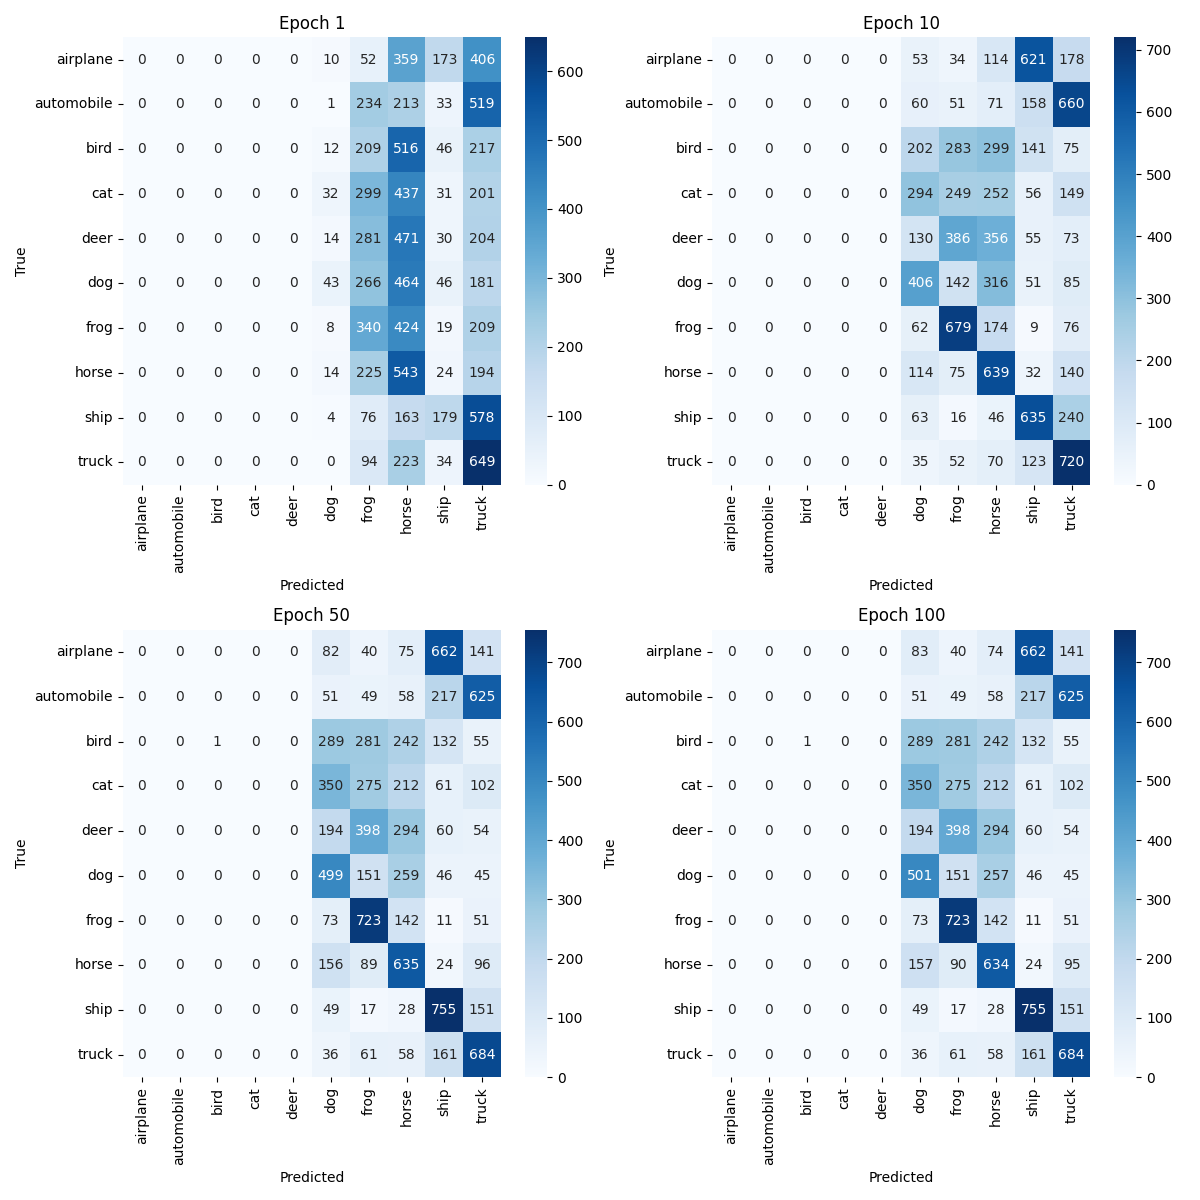 Epoch 1
airplane 0 0 0 0 0 10 52 359 173 406
automobile 0 0 0 0 0 1 234 213 33 519
bird 0 0 0 0 0 12 209 516 46 217
cat 0 0 0 0 0 32 299 437 31 201
deer 0 0 0 0 0 14 281 471 30 204
dog 0 0 0 0 0 43 266 464 46 181
frog 0 0 0 0 0 8 340 424 19 209
horse 0 0 0 0 0 14 225 543 24 194
ship 0 0 0 0 0 4 76 163 179 578
truck 0 0 0 0 0 0 94 223 34 649
airplane automobile bird cat deer dog frog horse ship truck
Predicted
True
600
500
400
300
200
100
0
Epoch 10
airplane 0 0 0 0 0 53 34 114 621 178
automobile 0 0 0 0 0 60 51 71 158 660
bird 0 0 0 0 0 202 283 299 141 75
cat 0 0 0 0 0 294 249 252 56 149
deer 0 0 0 0 0 130 386 356 55 73
dog 0 0 0 0 0 406 142 316 51 85
frog 0 0 0 0 0 62 679 174 9 76
horse 0 0 0 0 0 114 75 639 32 140
ship 0 0 0 0 0 63 16 46 635 240
truck 0 0 0 0 0 35 52 70 123 720
airplane automobile bird cat deer dog frog horse ship truck
Predicted
True
700
600
500
400
300
200
100
0
Epoch 50
airplane 0 0 0 0 0 82 40 75 662 141
automobile 0 0 0 0 0 51 49 58 217 625
bird 0 0 1 0 0 289 281 242 132 55
cat 0 0 0 0 0 350 275 212 61 102
deer 0 0 0 0 0 194 398 294 60 54
dog 0 0 0 0 0 499 151 259 46 45
frog 0 0 0 0 0 73 723 142 11 51
horse 0 0 0 0 0 156 89 635 24 96
ship 0 0 0 0 0 49 17 28 755 151
truck 0 0 0 0 0 36 61 58 161 684
airplane automobile bird cat deer dog frog horse ship truck
Predicted
True
700
600
500
400
300
200
100
0
Epoch 100
airplane 0 0 0 0 0 83 40 74 662 141
automobile 0 0 0 0 0 51 49 58 217 625
bird 0 0 1 0 0 289 281 242 132 55
cat 0 0 0 0 0 350 275 212 61 102
deer 0 0 0 0 0 194 398 294 60 54
dog 0 0 0 0 0 501 151 257 46 45
frog 0 0 0 0 0 73 723 142 11 51
horse 0 0 0 0 0 157 90 634 24 95
ship 0 0 0 0 0 49 17 28 755 151
truck 0 0 0 0 0 36 61 58 161 684
airplane automobile bird cat deer dog frog horse ship truck
Predicted
True
700
600
500
400
300
200
100
0